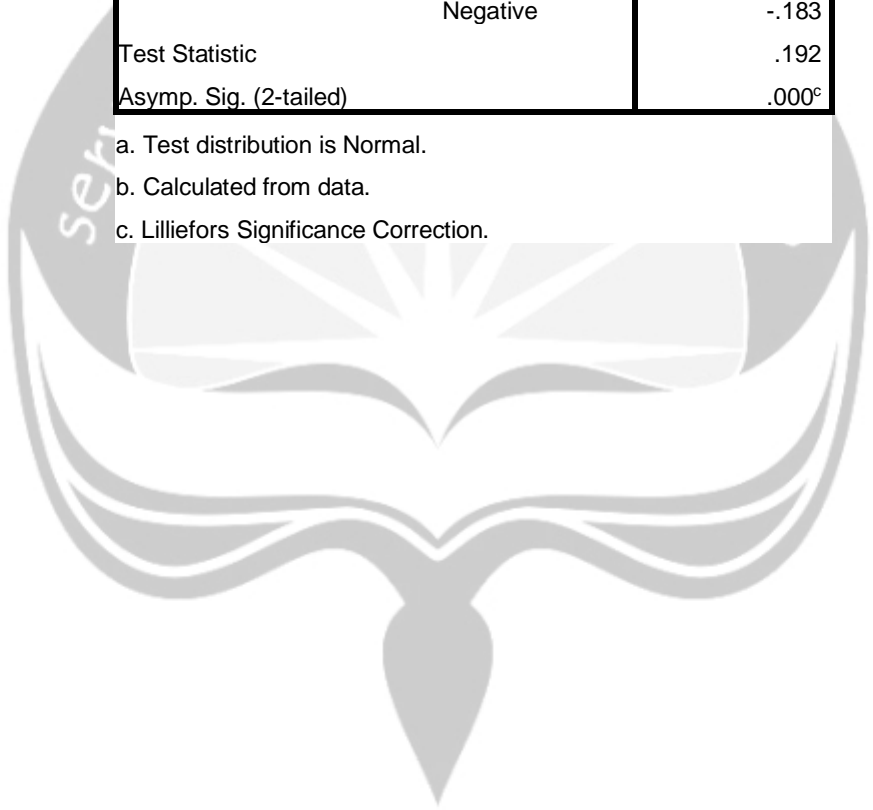 Negative -.183
Test Statistic .192
Asymp. Sig. (2-tailed) .000c
a. Test distribution is Normal.
b. Calculated from data.
c. Lilliefors Significance Correction.